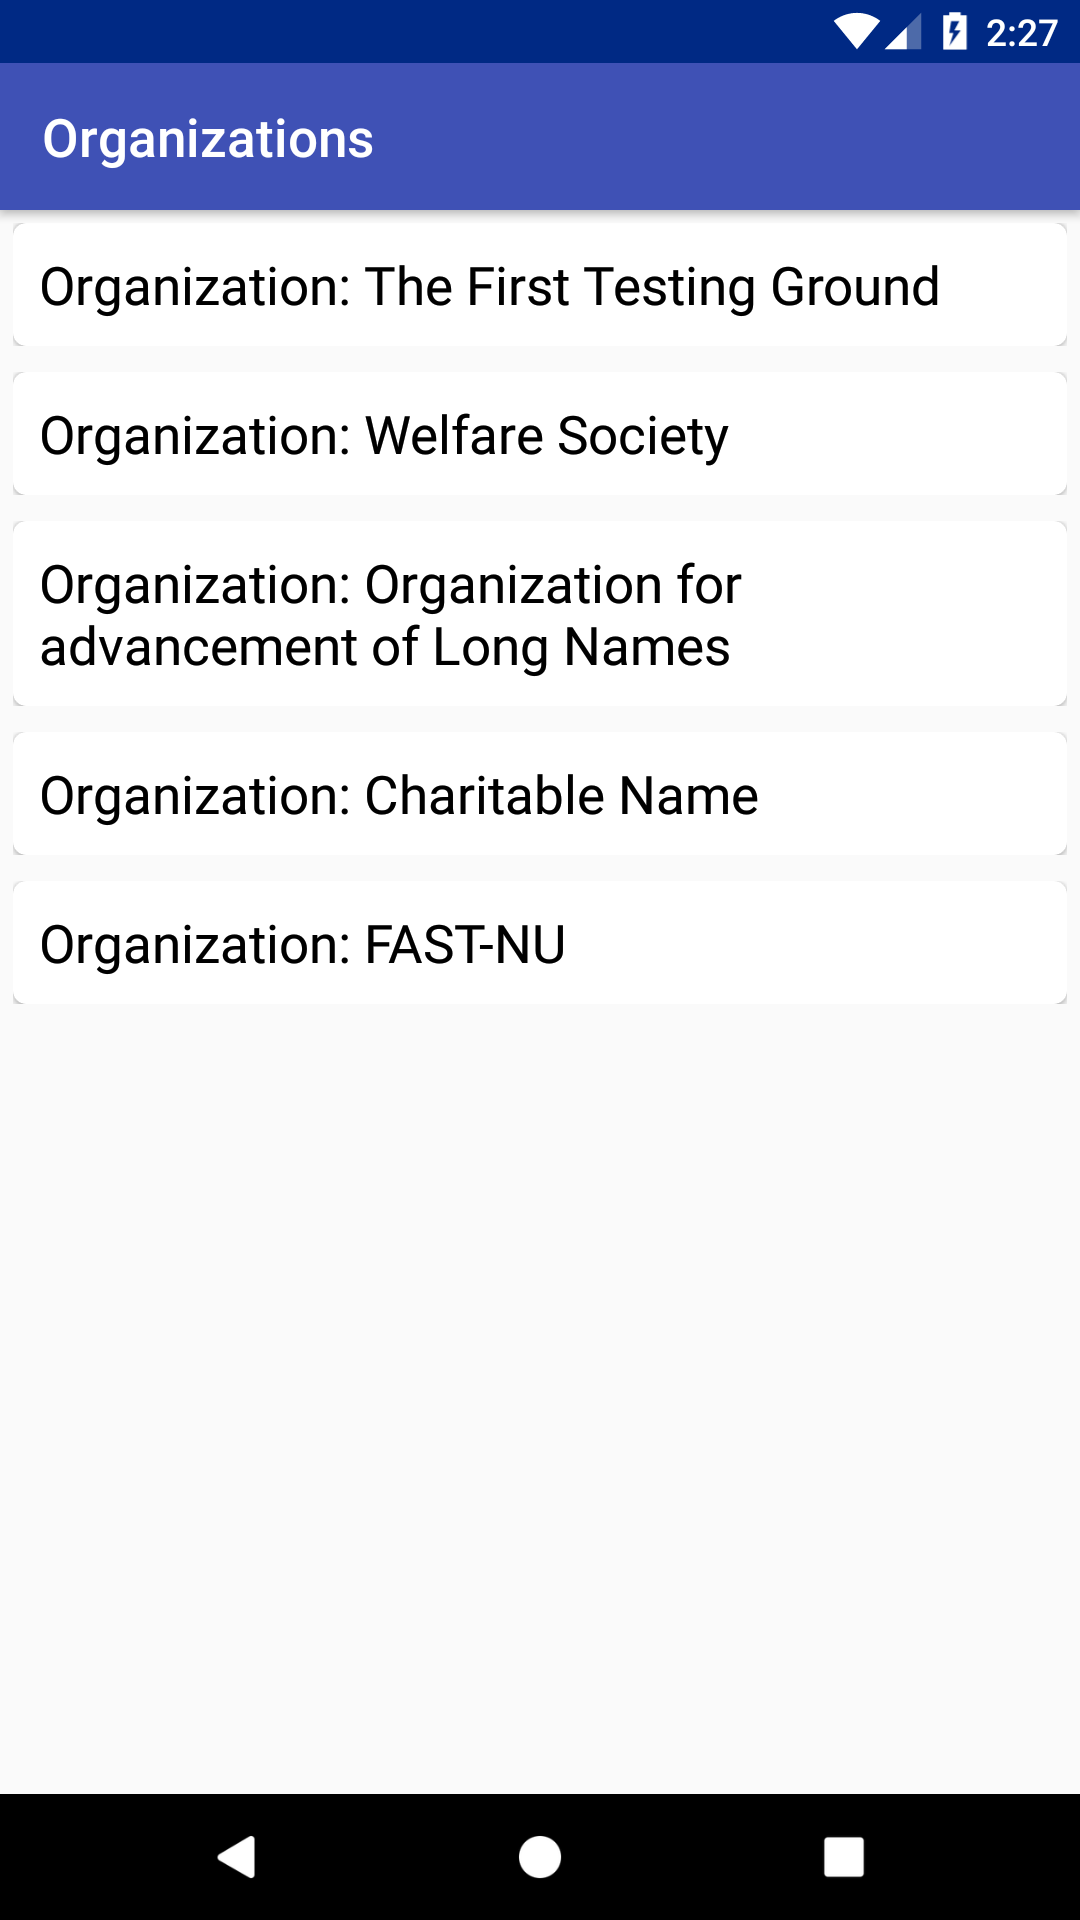 2:27
Organizations
Organization: The First Testing Ground
Organization: Welfare Society
Organization: Organization for
advancement of Long Names
Organization: Charitable Name
Organization: FAST-NU